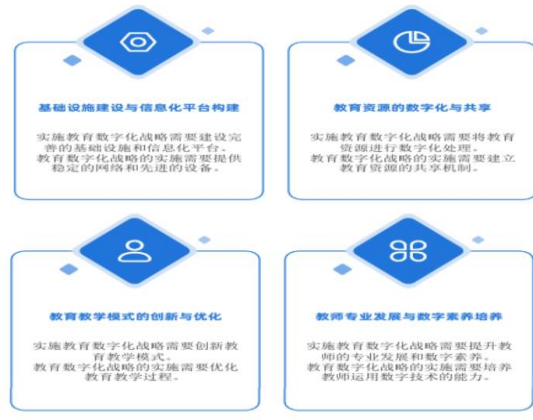 基础设施建设与信息化平台构建
实施教育数字化战略需要建设完
善的基础设施和信息化平台。
教育数字化战略的实施需要提供
稳定的网络和先进的设备。
教育资源的数字化与共享
实施教育数字化战略需要将教育
资源进行数字化处理。
教育数字化战略的实施需要建立
教育资源的共享机制。
教育教学模式的创新与优化
实施教育数字化战略需要创新教
育教学模式。
教育数字化战略的实施需要优化
教育教学过程。
教师专业发展与数字素养培养
实施教育数字化战略需要提升教
师的专业发展和数字素养。
教育数字化战略的实施需要培养
教师运用数字技术的能力。